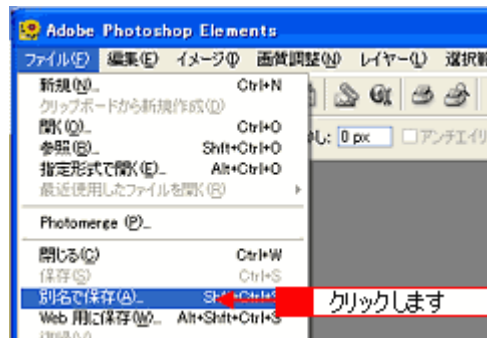 Adobe Photoshop Elements
ファイル(F) 編集(E) イメージ(I) 画質調整(N) レイヤー(L) 選択範
新規(N)... Ctrl+N
クリップボードから新規作成(D)
開く(O)... Ctrl+O
参照(B)... Shift+Ctrl+O
指定形式で開く(E)... Alt+Ctrl+O
最近使用したファイルを開く(R)
0 px アンチエイリ
Photomerge (P)...
閉じる(C) Ctrl+W
保存(S) Ctrl+S
別名で保存(A)... クリックします
Web 用に保存(W)... Alt+Shift+Ctrl+S